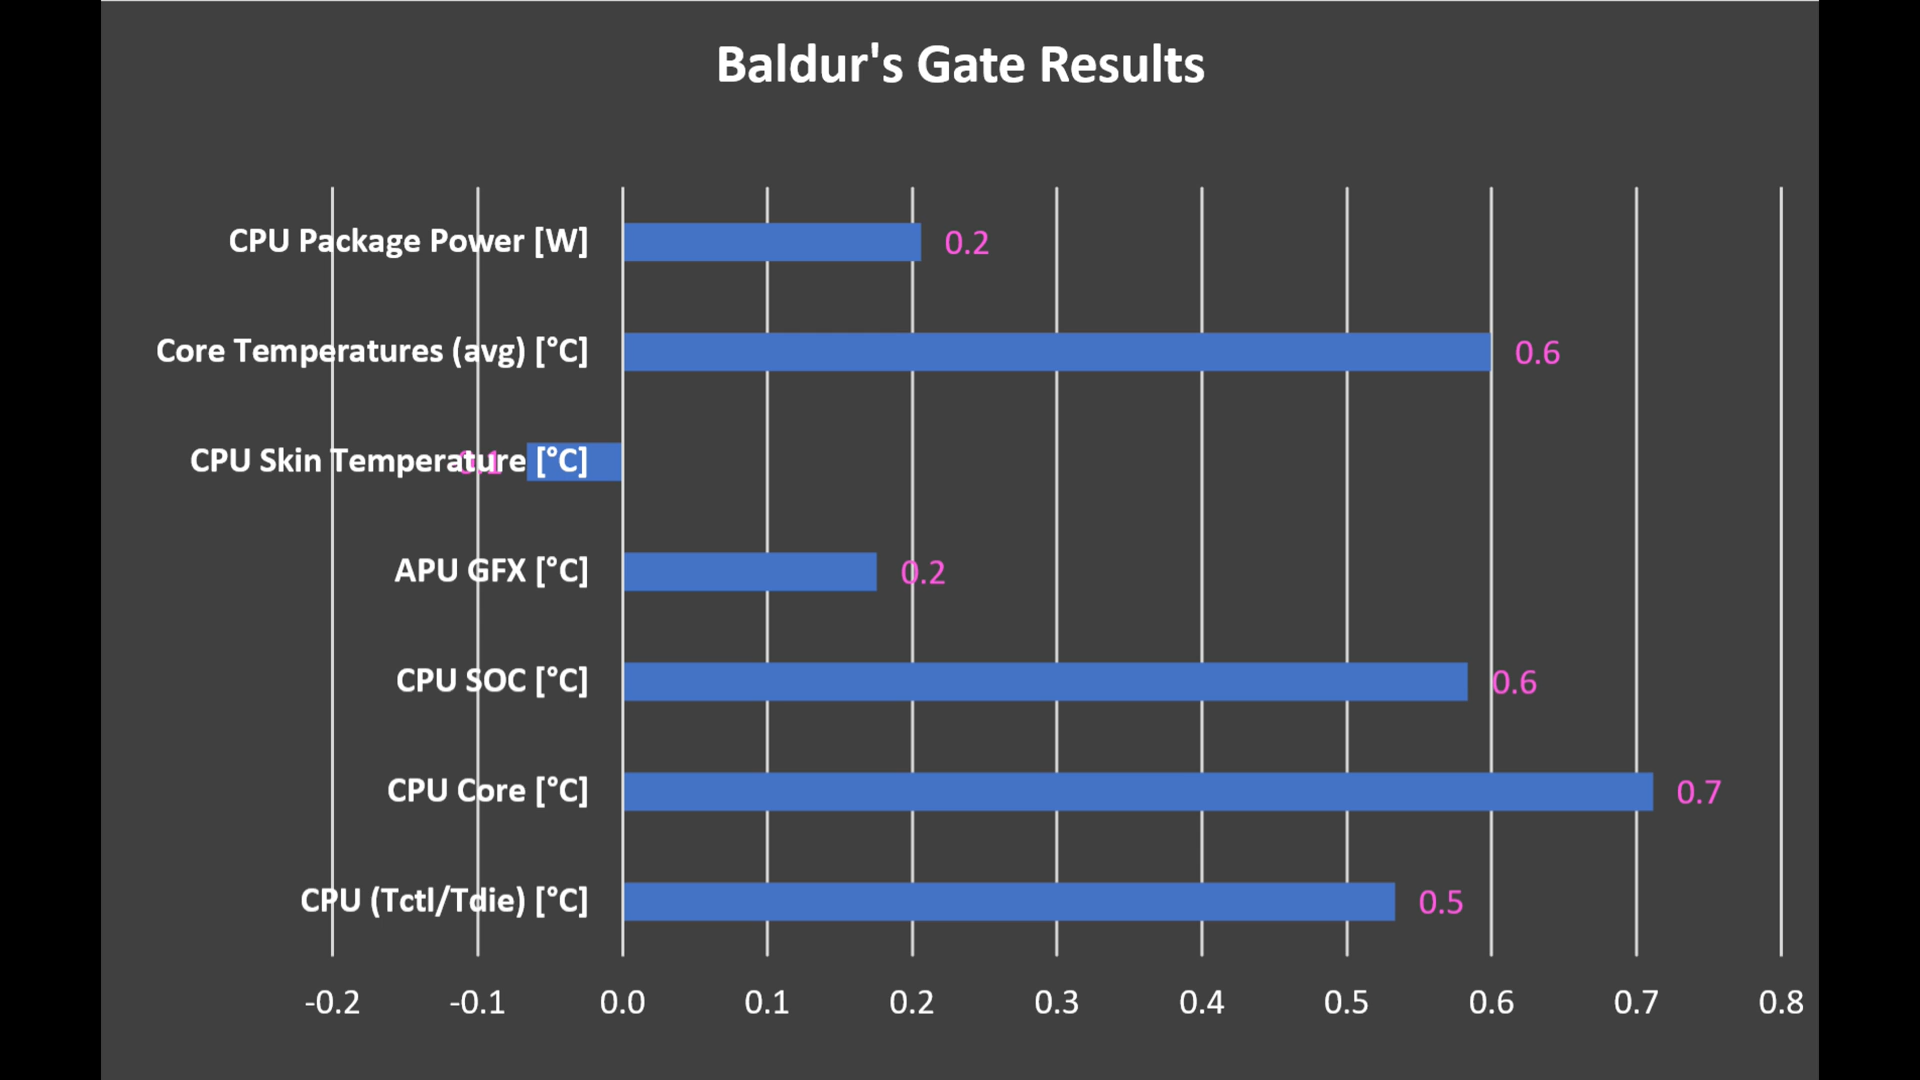 Baldur's Gate Results
CPU Package Power [W]
0.2
Core Temperatures (avg) [°C]
0.6
CPU Skin Temperature [°C]
APU GFX [°C]
0.2
CPU SOC [°C]
0.6
CPU Core [°C]
0.7
CPU (Tctl/Tdie) [°C]
0.5
-0.2 -0.1 0.0 0.1 0.2 0.3 0.4 0.5 0.6 0.7 0.8